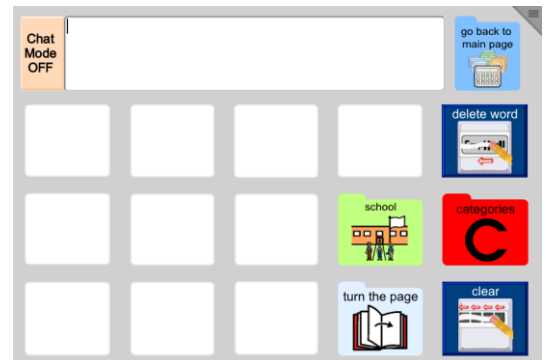 Chat
Mode
OFF
go back to
main page
delete word
school
categories
C
turn the page
clear